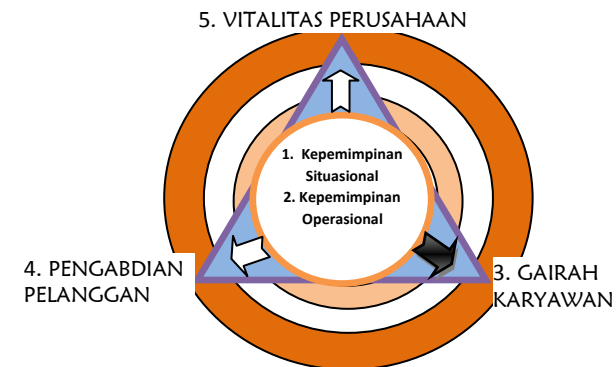 5. VITALITAS PERUSAHAAN
1. Kepemimpinan
Situasional
2. Kepemimpinan
Operasional
4. PENGABDIAN
PELANGGAN
3. GAIRAH
KARYAWAN